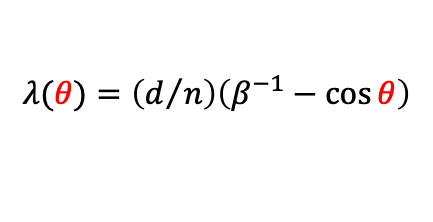 λ(θ) = (d/n)(β⁻¹ − cos θ)